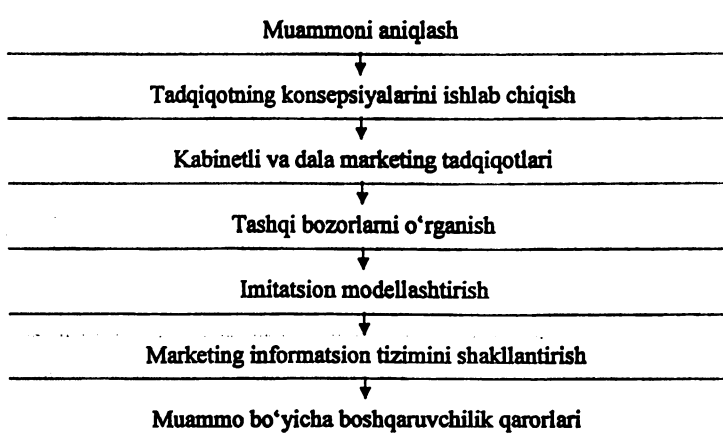 Muammoni aniqlash
Tadqiqotning konsepsiyalarini ishlab chiqish
Kabinetli va dala marketing tadqiqotlari
Tashqi bozorlarni o‘rganish
Imitatsion modellashtirish
Marketing informatsion tizimini shakllantirish
Muammo bo‘yicha boshqaruvchilik qarorlari